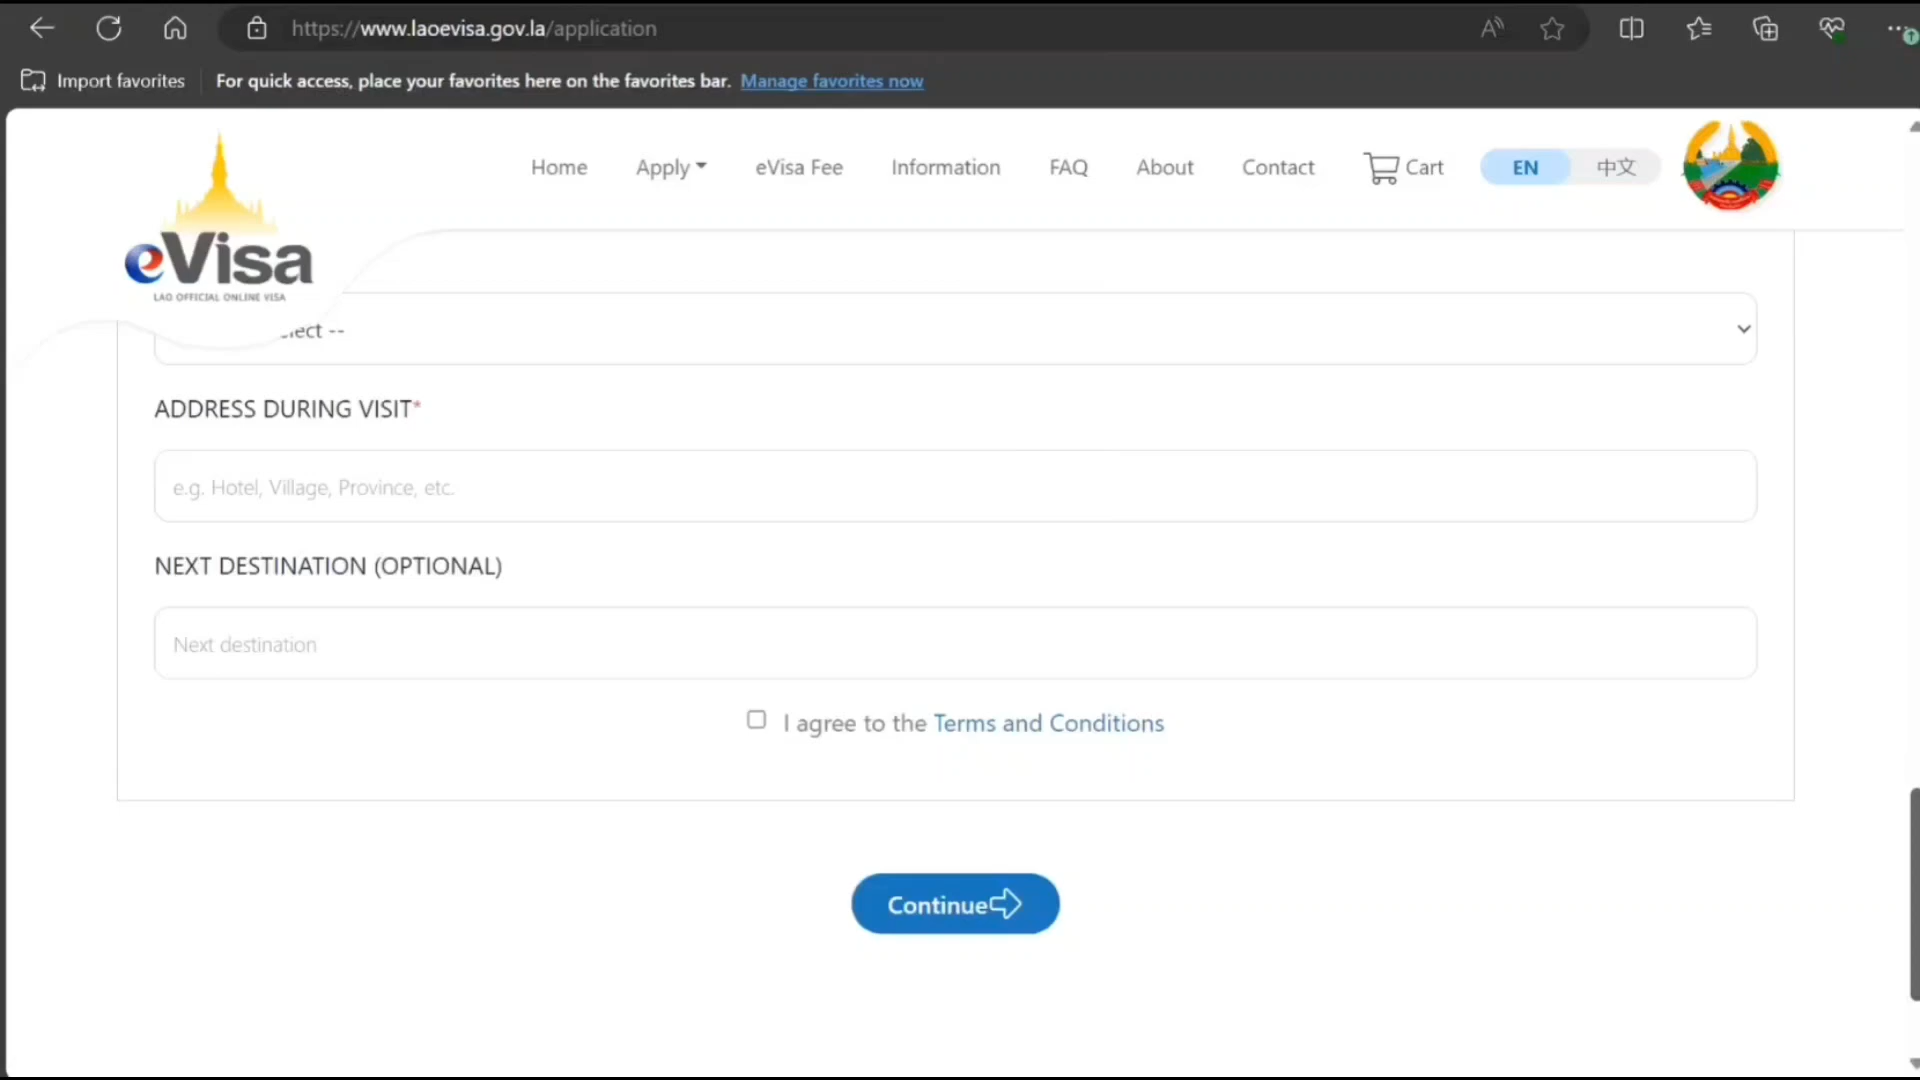 https://www.laoevisa.gov.la/application
Import favorites For quick access, place your favorites here on the favorites bar. Manage favorites now
Home Apply eVisa Fee Information FAQ About Contact Cart EN 中文
eVisa
LAO OFFICIAL ONLINE VISA
--
ADDRESS DURING VISIT*
e.g. Hotel, Village, Province, etc.
NEXT DESTINATION (OPTIONAL)
Next destination
I agree to the Terms and Conditions
Continue